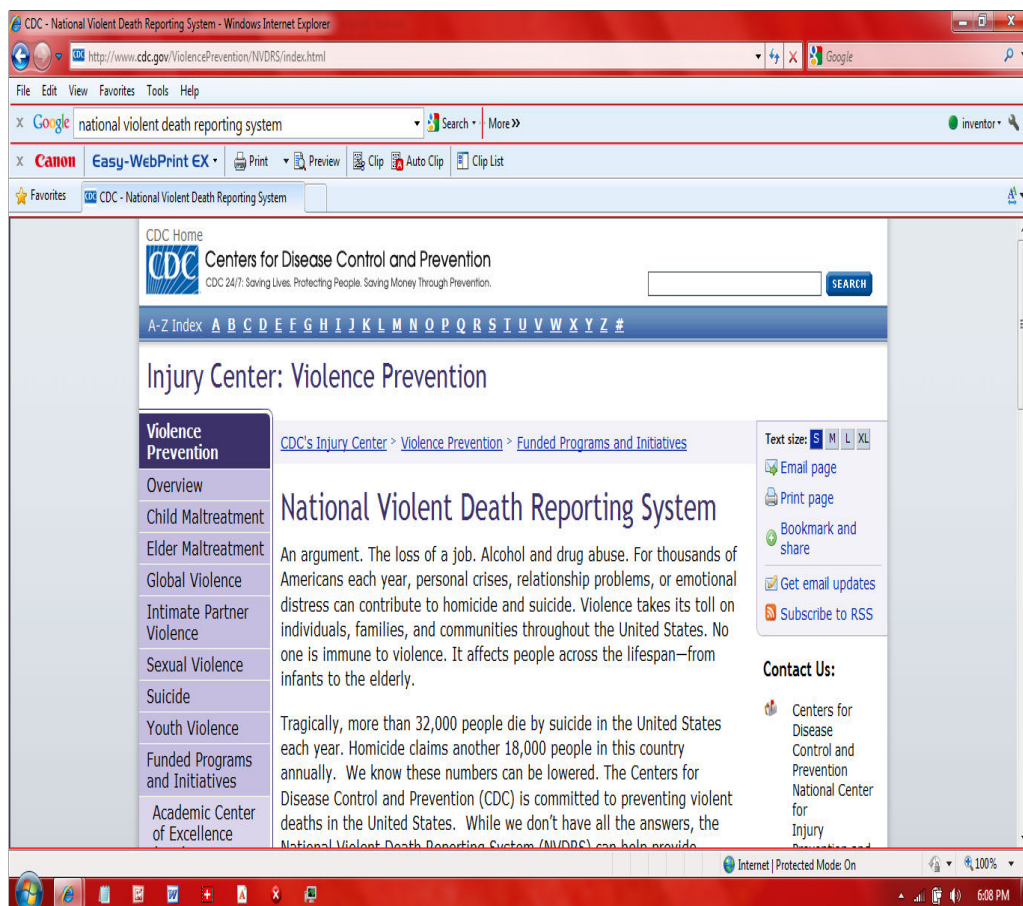 CDC - National Violent Death Reporting System - Windows Internet Explorer
http://www.cdc.gov/ViolencePrevention/NVDRS/index.html
Google
File Edit View Favorites Tools Help
x Google national violent death reporting system Search More »
inventor
x Canon Easy-WebPrint EX Print Preview Clip Auto Clip Clip List
Favorites CDC - National Violent Death Reporting System
CDC Home
CDC Centers for Disease Control and Prevention
CDC 24/7: Saving Lives. Protecting People. Saving Money Through Prevention.
SEARCH
A-Z Index A B C D E F G H I J K L M N O P Q R S T U V W X Y Z #
Injury Center: Violence Prevention
Violence
Prevention
Overview
Child Maltreatment
Elder Maltreatment
Global Violence
Intimate Partner
Violence
Sexual Violence
Suicide
Youth Violence
Funded Programs
and Initiatives
Academic Center
of Excellence
CDC's Injury Center > Violence Prevention > Funded Programs and Initiatives
National Violent Death Reporting System
An argument. The loss of a job. Alcohol and drug abuse. For thousands of
Americans each year, personal crises, relationship problems, or emotional
distress can contribute to homicide and suicide. Violence takes its toll on
individuals, families, and communities throughout the United States. No
one is immune to violence. It affects people across the lifespan—from
infants to the elderly.
Tragically, more than 32,000 people die by suicide in the United States
each year. Homicide claims another 18,000 people in this country
annually. We know these numbers can be lowered. The Centers for
Disease Control and Prevention (CDC) is committed to preventing violent
deaths in the United States. While we don't have all the answers, the
National Violent Death Reporting System (NVDRS) can help provide
Text size: S M L XL
Email page
Print page
Bookmark and
share
Get email updates
Subscribe to RSS
Contact Us:
Centers for
Disease
Control and
Prevention
National Center
for
Injury
Prevention and
Internet | Protected Mode: On
100%
6:08 PM